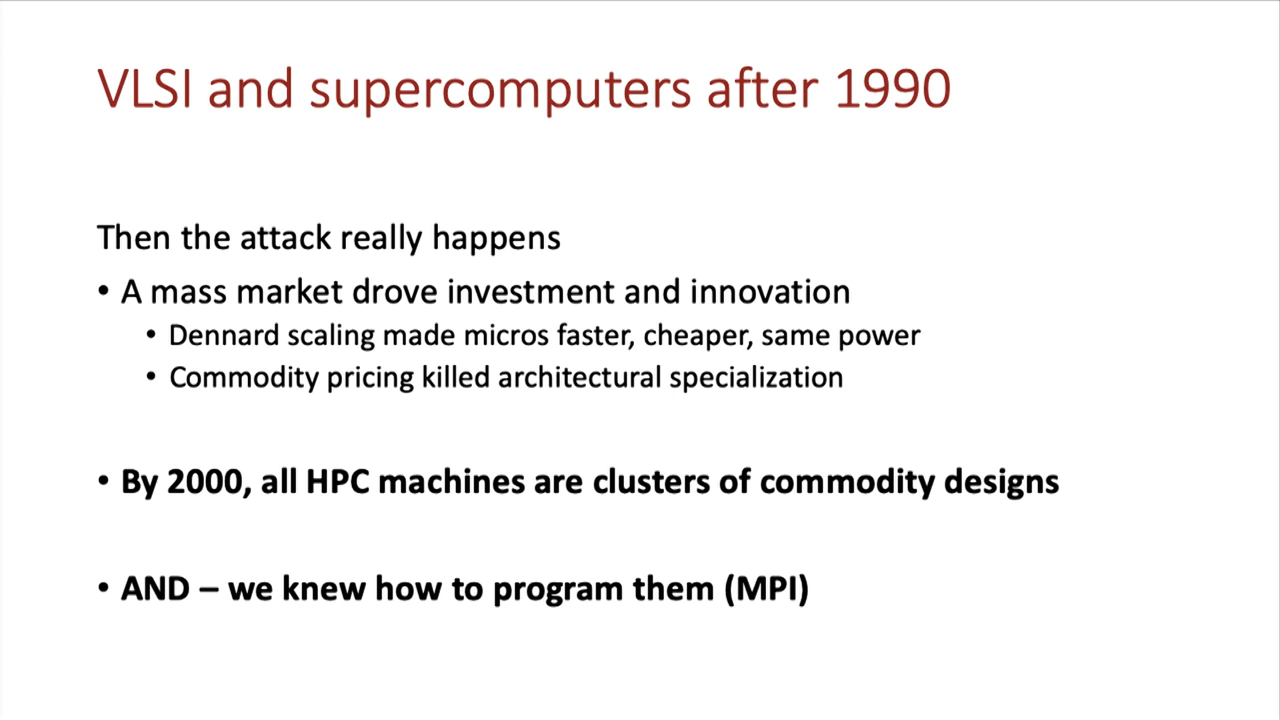 VLSI and supercomputers after 1990
Then the attack really happens
• A mass market drove investment and innovation
• Dennard scaling made micros faster, cheaper, same power
• Commodity pricing killed architectural specialization
• By 2000, all HPC machines are clusters of commodity designs
• AND – we knew how to program them (MPI)